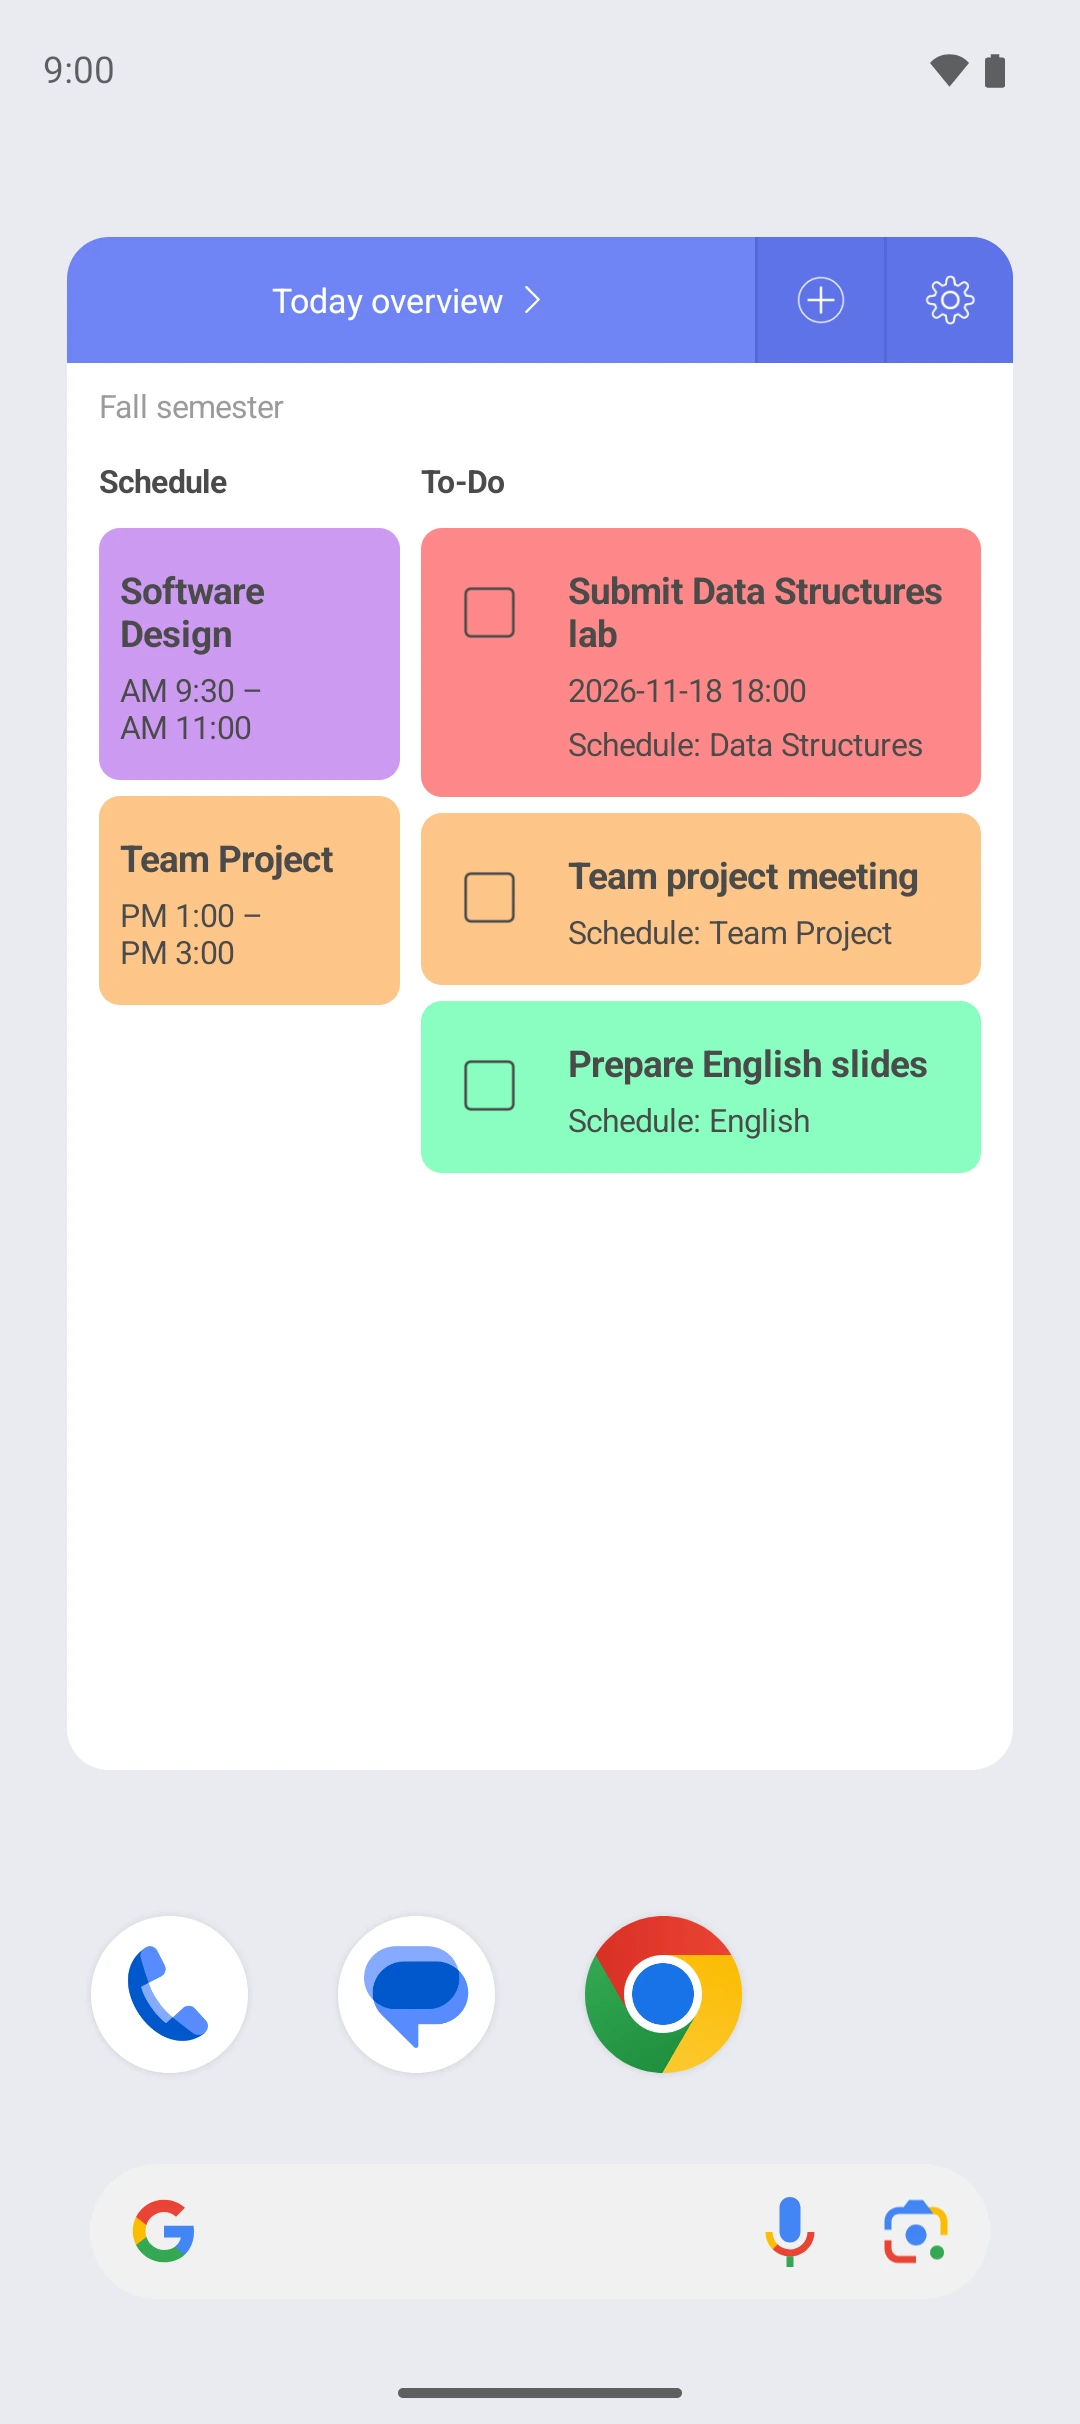 9:00
Today overview
Fall semester
Schedule
Software
Design
AM 9:30 –
AM 11:00
Team Project
PM 1:00 –
PM 3:00
To-Do
Submit Data Structures
lab
2026-11-18 18:00
Schedule: Data Structures
Team project meeting
Schedule: Team Project
Prepare English slides
Schedule: English